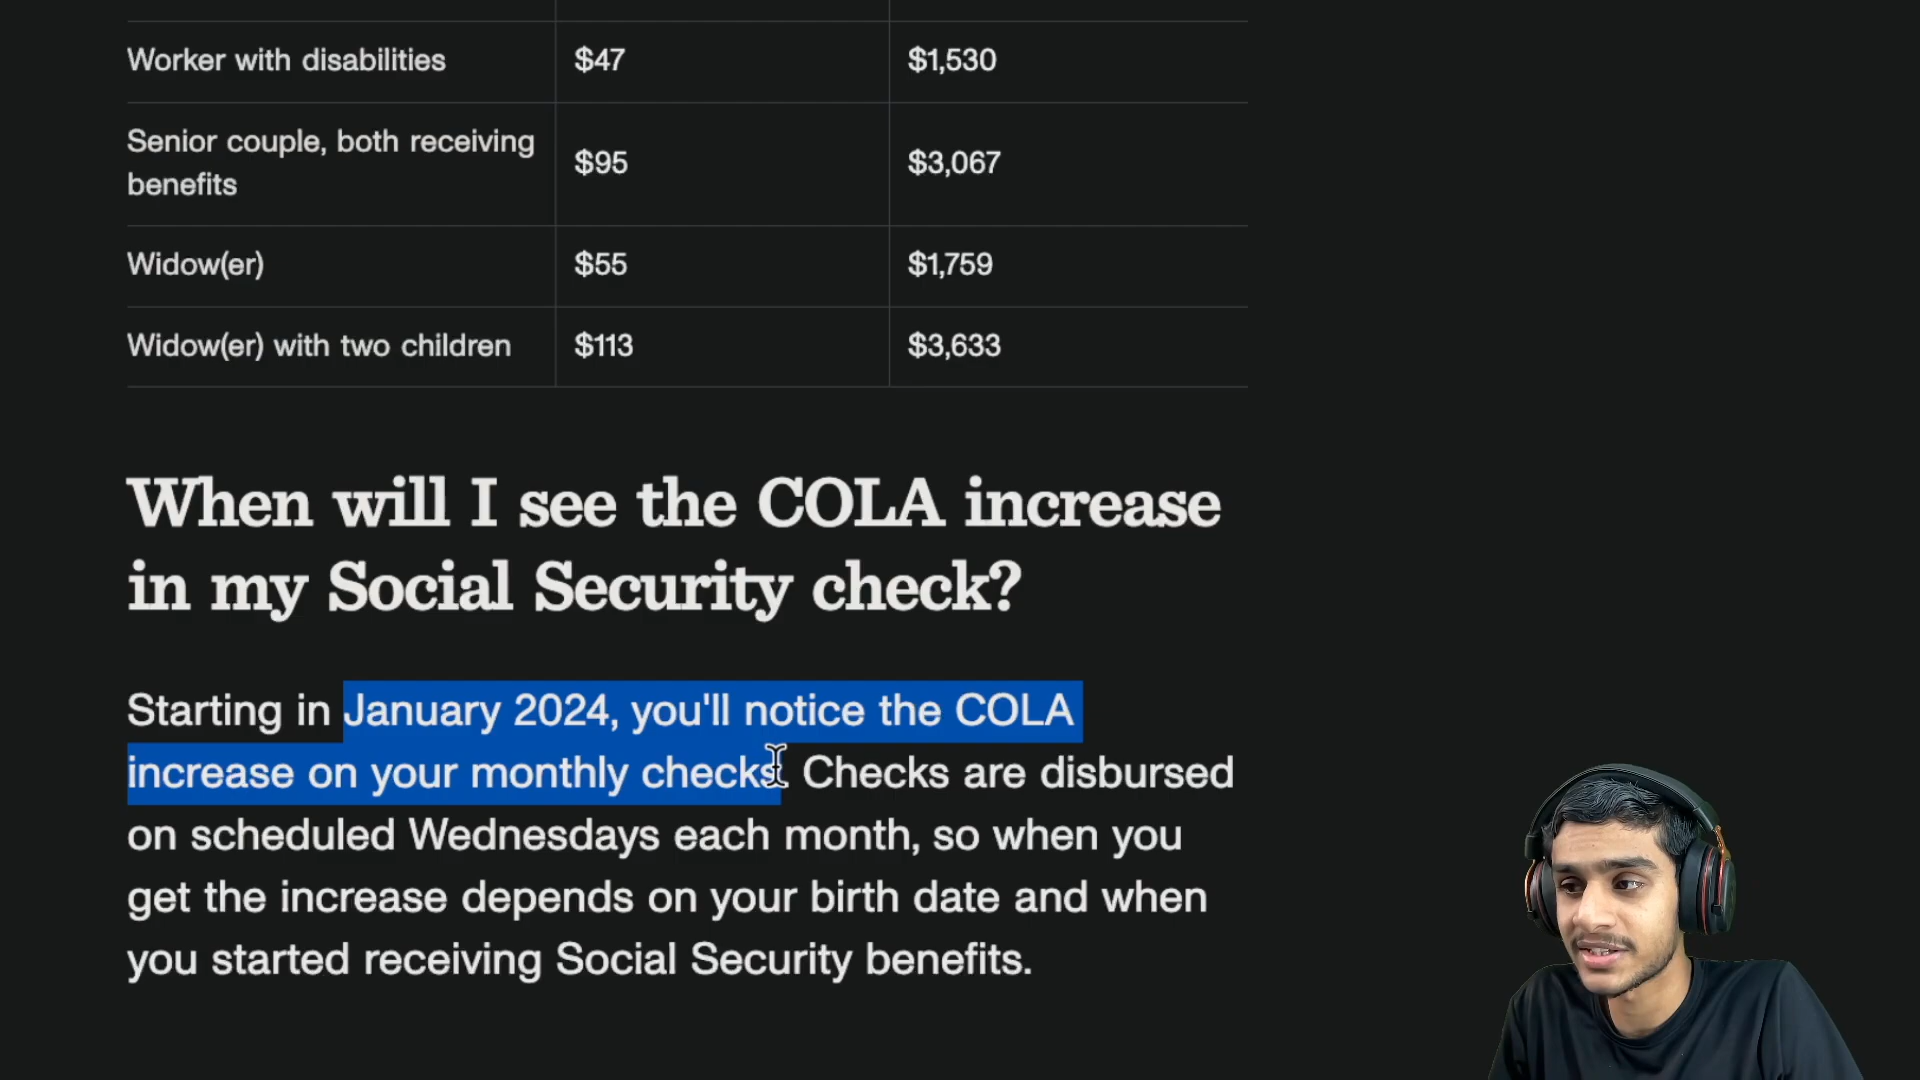 Worker with disabilities $47 $1,530
Senior couple, both receiving
benefits $95 $3,067
Widow(er) $55 $1,759
Widow(er) with two children $113 $3,633
When will I see the COLA increase
in my Social Security check?
Starting in January 2024, you'll notice the COLA
increase on your monthly checks. Checks are disbursed
on scheduled Wednesdays each month, so when you
get the increase depends on your birth date and when
you started receiving Social Security benefits.